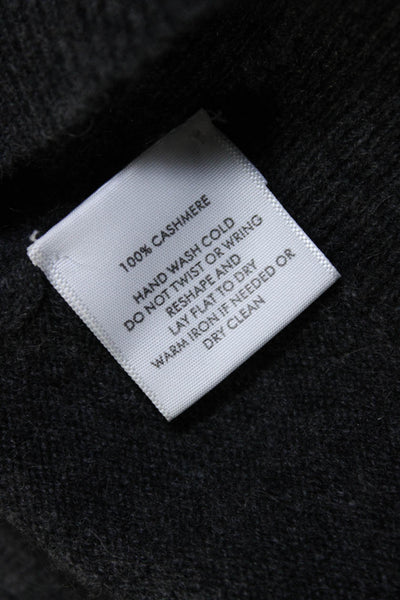 100% CASHMERE
HAND WASH COLD
DO NOT TWIST OR WRING
RESHAPE AND
LAY FLAT TO DRY
WARM IRON IF NEEDED OR
DRY CLEAN